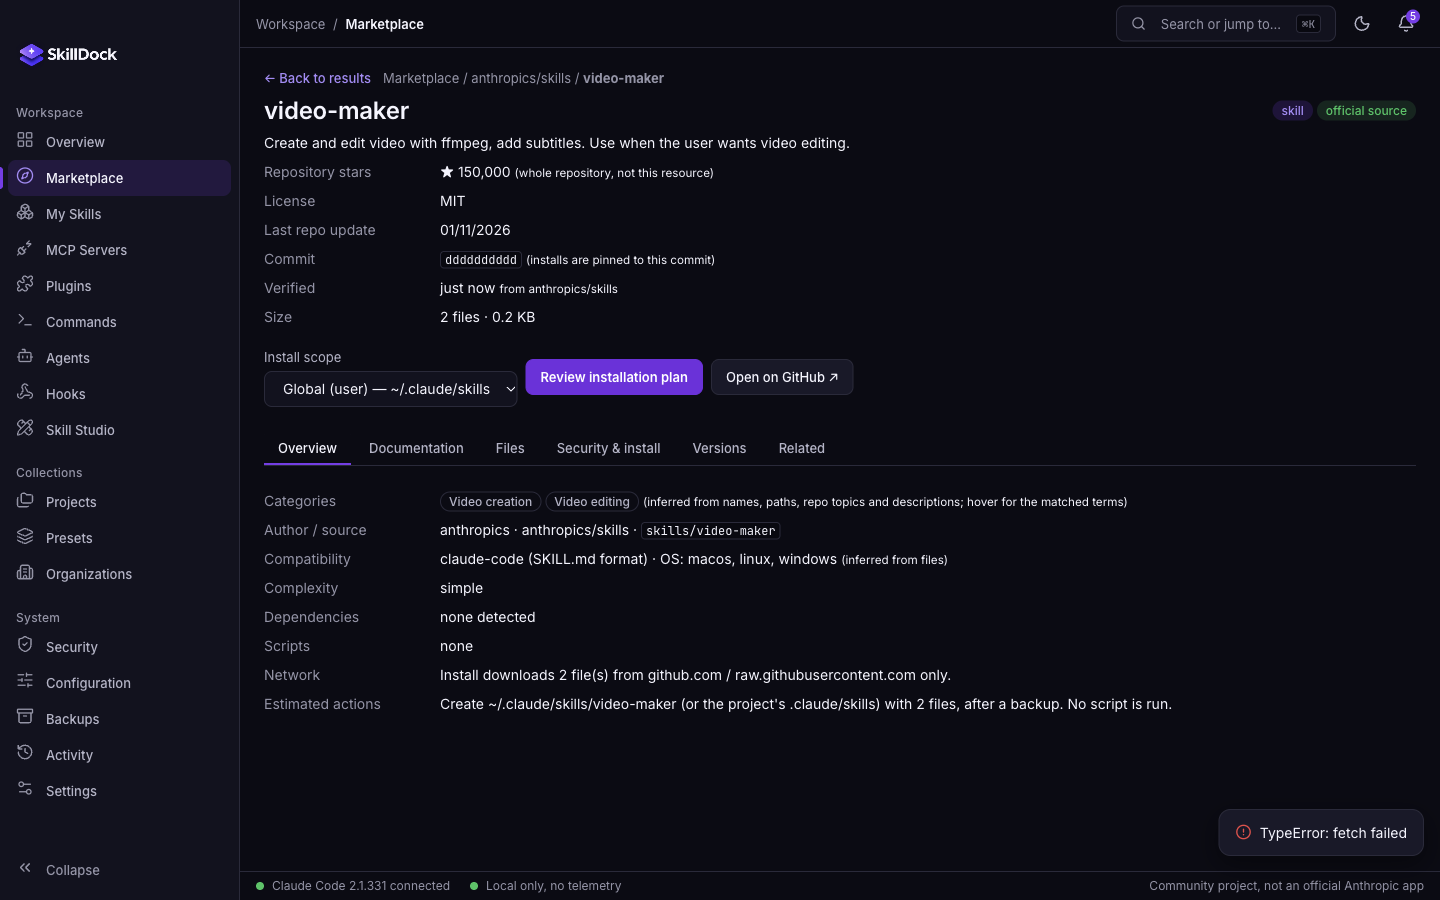 SkillDock
Workspace / Marketplace
Search or jump to... ⌘K
5
Workspace
Overview
Marketplace
My Skills
MCP Servers
Plugins
Commands
Agents
Hooks
Skill Studio
Collections
Projects
Presets
Organizations
System
Security
Configuration
Backups
Activity
Settings
Collapse
← Back to results Marketplace / anthropics/skills / video-maker
video-maker
skill official source
Create and edit video with ffmpeg, add subtitles. Use when the user wants video editing.
Repository stars ★ 150,000 (whole repository, not this resource)
License MIT
Last repo update 01/11/2026
Commit dddddddddd (installs are pinned to this commit)
Verified just now from anthropics/skills
Size 2 files · 0.2 KB
Install scope
Global (user) — ~/.claude/skills Review installation plan Open on GitHub ↗
Overview Documentation Files Security & install Versions Related
Categories Video creation Video editing (inferred from names, paths, repo topics and descriptions; hover for the matched terms)
Author / source anthropics · anthropics/skills · skills/video-maker
Compatibility claude-code (SKILL.md format) · OS: macos, linux, windows (inferred from files)
Complexity simple
Dependencies none detected
Scripts none
Network Install downloads 2 file(s) from github.com / raw.githubusercontent.com only.
Estimated actions Create ~/.claude/skills/video-maker (or the project's .claude/skills) with 2 files, after a backup. No script is run.
TypeError: fetch failed
Claude Code 2.1.331 connected Local only, no telemetry Community project, not an official Anthropic app